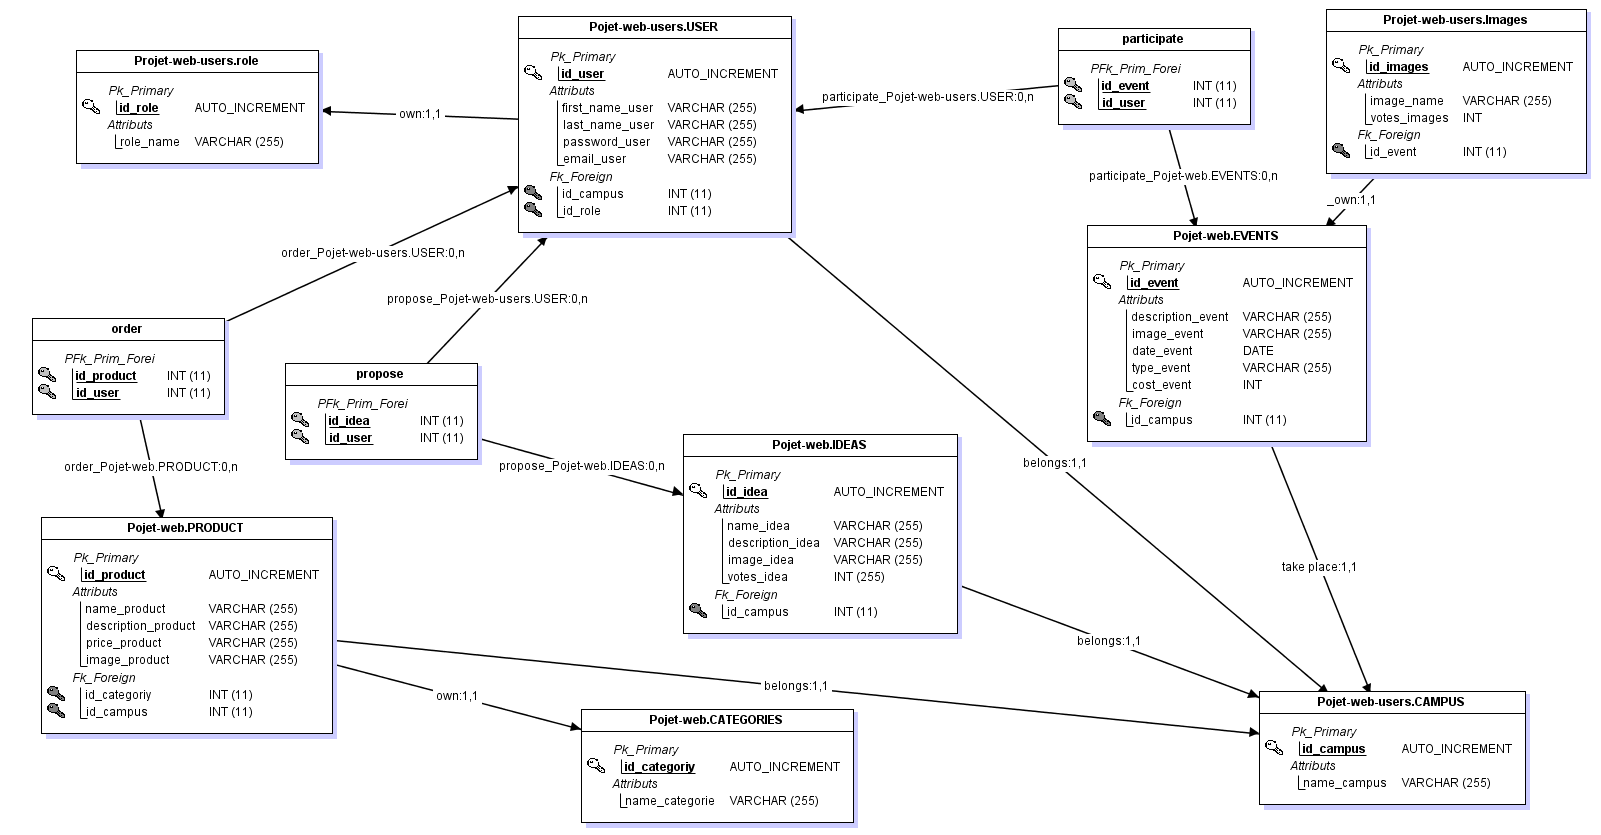 Projet-web-users.role
Pk_Primary
id_role AUTO_INCREMENT
Attributs
role_name VARCHAR (255)
own:1,1
Pojet-web-users.USER
Pk_Primary
id_user AUTO_INCREMENT
Attributs
first_name_user VARCHAR (255)
last_name_user VARCHAR (255)
password_user VARCHAR (255)
email_user VARCHAR (255)
Fk_Foreign
id_campus INT (11)
id_role INT (11)
participate_Pojet-web-users.USER:0,n
participate
PFk_Prim_Forei
id_event INT (11)
id_user INT (11)
participate_Pojet-web.EVENTS:0,n
Projet-web-users.Images
Pk_Primary
id_images AUTO_INCREMENT
Attributs
image_name VARCHAR (255)
votes_images INT
Fk_Foreign
id_event INT (11)
_own:1,1
Pojet-web.EVENTS
Pk_Primary
id_event AUTO_INCREMENT
Attributs
description_event VARCHAR (255)
image_event VARCHAR (255)
date_event DATE
type_event VARCHAR (255)
cost_event INT
Fk_Foreign
id_campus INT (11)
order_Pojet-web-users.USER:0,n
propose_Pojet-web-users.USER:0,n
order
PFk_Prim_Forei
id_product INT (11)
id_user INT (11)
order_Pojet-web.PRODUCT:0,n
propose
PFk_Prim_Forei
id_idea INT (11)
id_user INT (11)
propose_Pojet-web.IDEAS:0,n
Pojet-web.IDEAS
Pk_Primary
id_idea AUTO_INCREMENT
Attributs
name_idea VARCHAR (255)
description_idea VARCHAR (255)
image_idea VARCHAR (255)
votes_idea INT (255)
Fk_Foreign
id_campus INT (11)
belongs:1,1
take place:1,1
belongs:1,1
Pojet-web.PRODUCT
Pk_Primary
id_product AUTO_INCREMENT
Attributs
name_product VARCHAR (255)
description_product VARCHAR (255)
price_product VARCHAR (255)
image_product VARCHAR (255)
Fk_Foreign
id_categoriy INT (11)
id_campus INT (11)
belongs:1,1
own:1,1
Pojet-web.CATEGORIES
Pk_Primary
id_categoriy AUTO_INCREMENT
Attributs
name_categorie VARCHAR (255)
Pojet-web-users.CAMPUS
Pk_Primary
id_campus AUTO_INCREMENT
Attributs
name_campus VARCHAR (255)